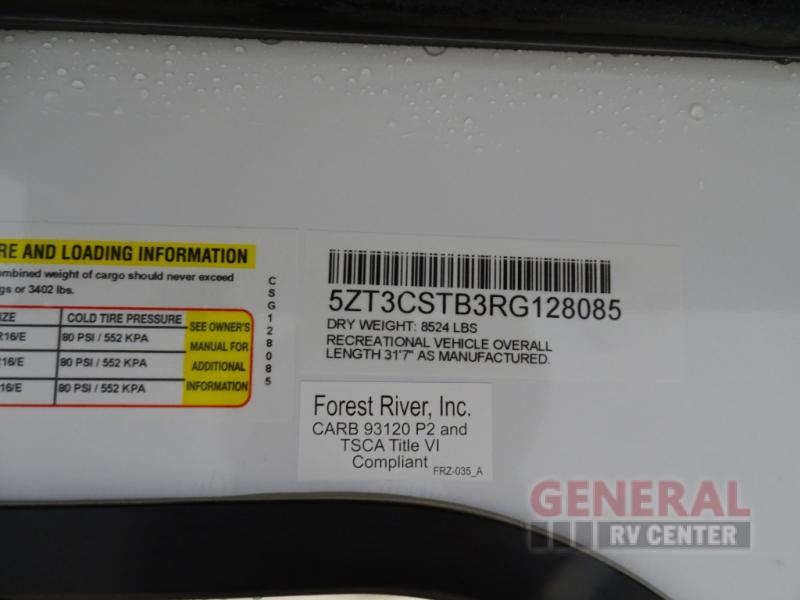 RE AND LOADING INFORMATION
ombined weight of cargo should never exceed
gs or 3402 lbs.
IZE COLD TIRE PRESSURE
R16/E 80 PSI / 552 KPA
R16/E 80 PSI / 552 KPA
R16/E 80 PSI / 552 KPA
SEE OWNER'S
MANUAL FOR
ADDITIONAL
INFORMATION
CSG128085
5ZT3CSTB3RG128085
DRY WEIGHT: 8524 LBS
RECREATIONAL VEHICLE OVERALL
LENGTH 31'7" AS MANUFACTURED.
Forest River, Inc.
CARB 93120 P2 and
TSCA Title VI
Compliant
FRZ-035_A
GENERAL
RV CENTER